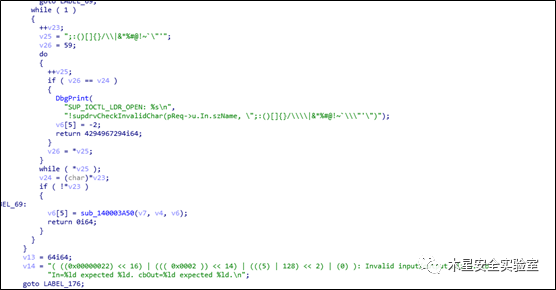 goto LABEL_69;
while ( 1 )
{
++v23;
v25 = ";:()[]{}/\\|&*%#@!~`\"'";
v26 = 59;
do
{
++v25;
if ( v26 == v24 )
{
DbgPrint(
"SUP_IOCTL_LDR_OPEN: %s\n",
"!supdrvCheckInvalidChar(pReq->u.In.szName, \";:()[]{}/\\\\|&*%#@!~`\\\"'\")");
v6[5] = -2;
return 4294967294i64;
}
v26 = *v25;
}
while ( *v25 );
v24 = (char)*v23;
if ( !*v23 )
{
BEL_69:
v6[5] = sub_140003A50(v7, v4, v6);
return 0i64;
}
}
}
v13 = 64i64;
v14 = "( ((0x00000022) << 16) | ((( 0x0002 )) << 14) | (((5) | 128) << 2) | (0) ): Invalid input
"In=%ld expected %ld. cbOut=%ld expected %ld.\n";
goto LABEL_176;
木星安全实验室